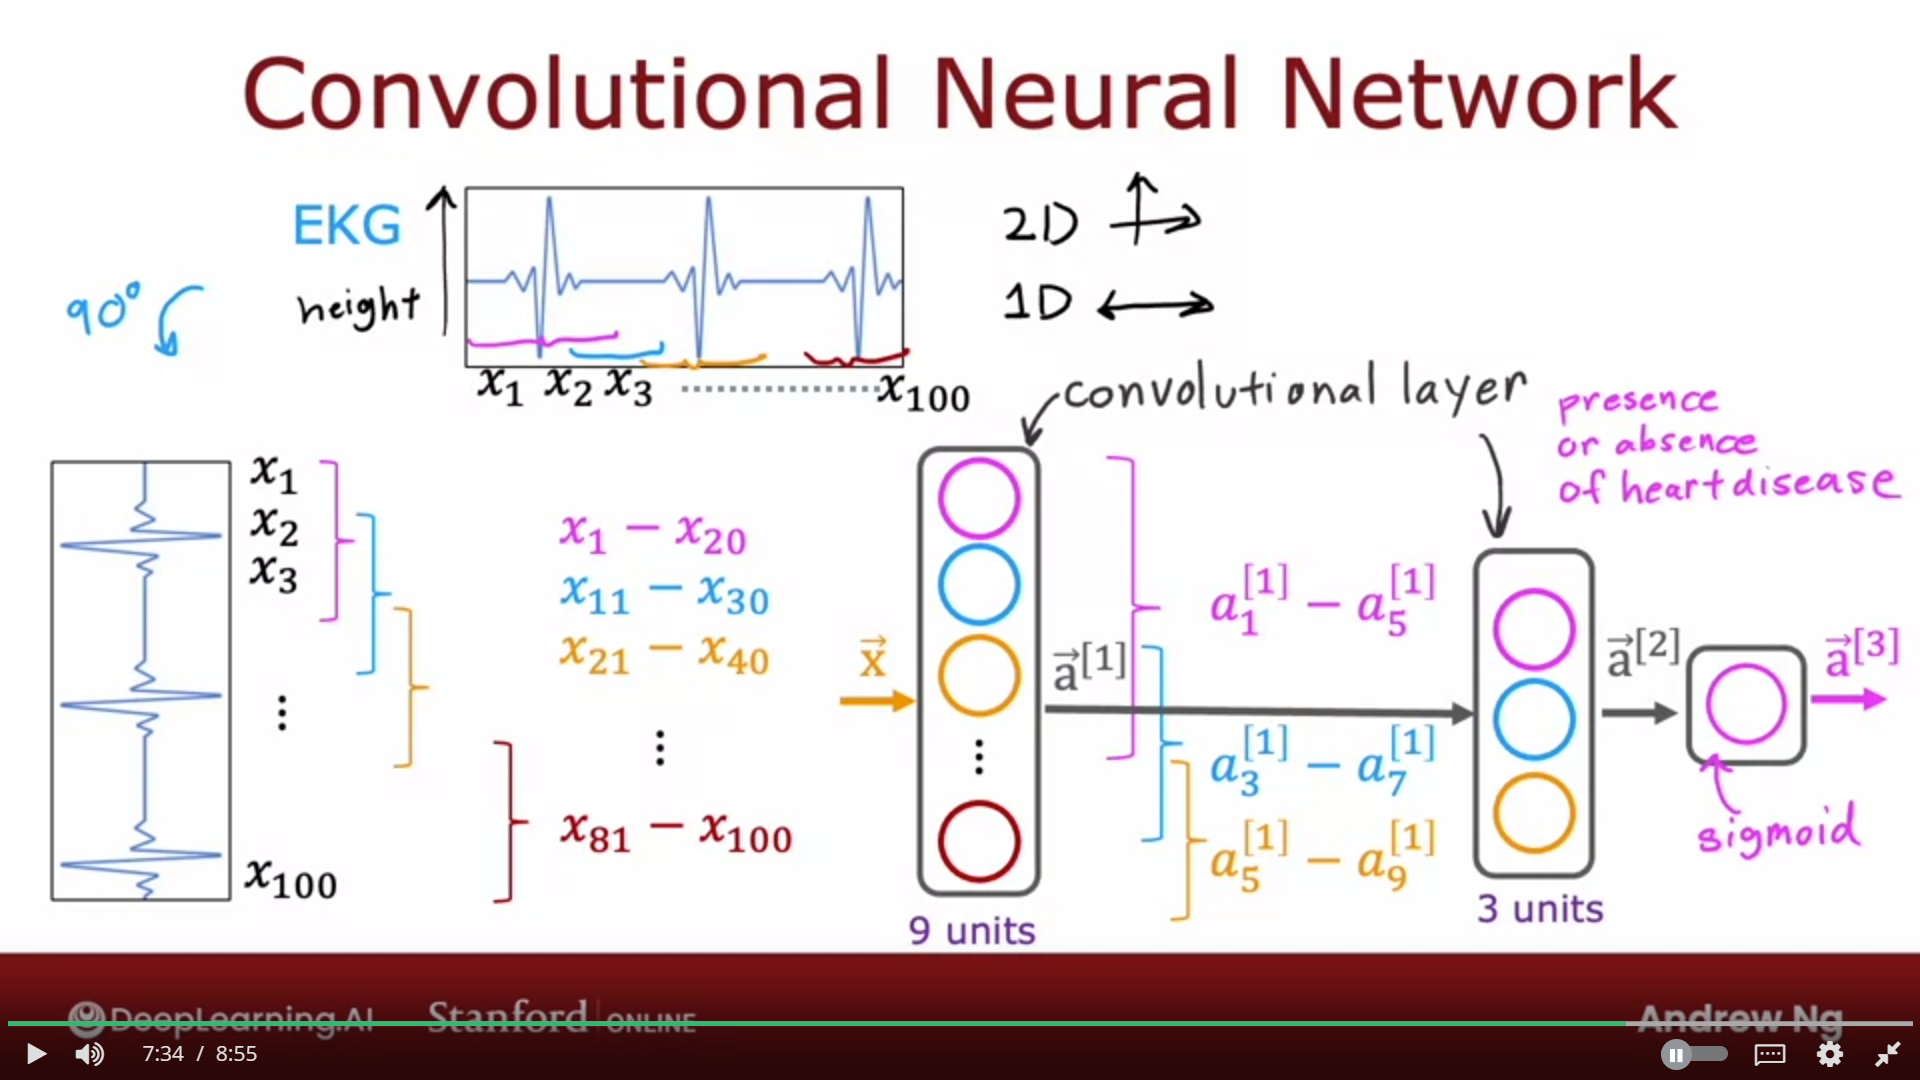 Convolutional Neural Network
EKG
height
90°
2D
1D
x₁ x₂ x₃ ........ x₁₀₀
convolutional layer
presence
or absence
of heart disease
x₁
x₂
x₃
⋮
x₁₀₀
x₁ – x₂₀
x₁₁ – x₃₀
x₂₁ – x₄₀
⋮
x₈₁ – x₁₀₀
x⃗
⋮
9 units
a⃗^[1]
a₁^[1] – a₅^[1]
a₃^[1] – a₇^[1]
a₅^[1] – a₉^[1]
3 units
a⃗^[2]
a⃗^[3]
sigmoid
DeepLearning.AI Stanford | ONLINE Andrew Ng
7:34 / 8:55